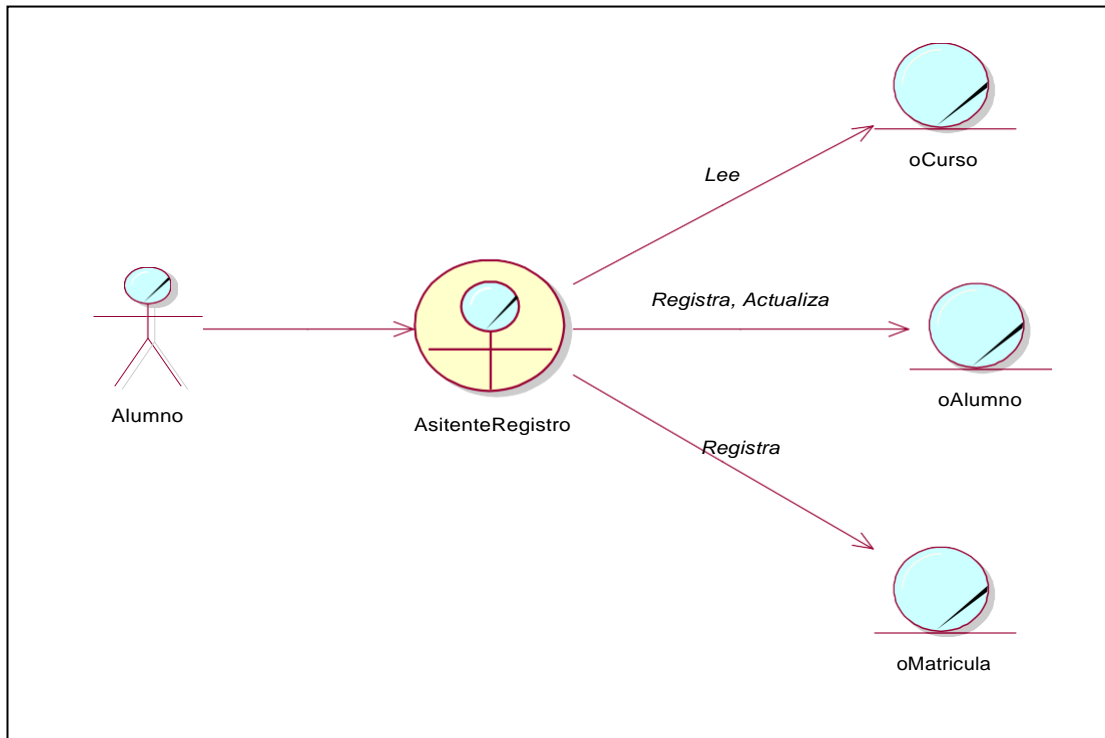 oCurso
Lee
Registra, Actualiza
Alumno
AsitenteRegistro
oAlumno
Registra
oMatricula